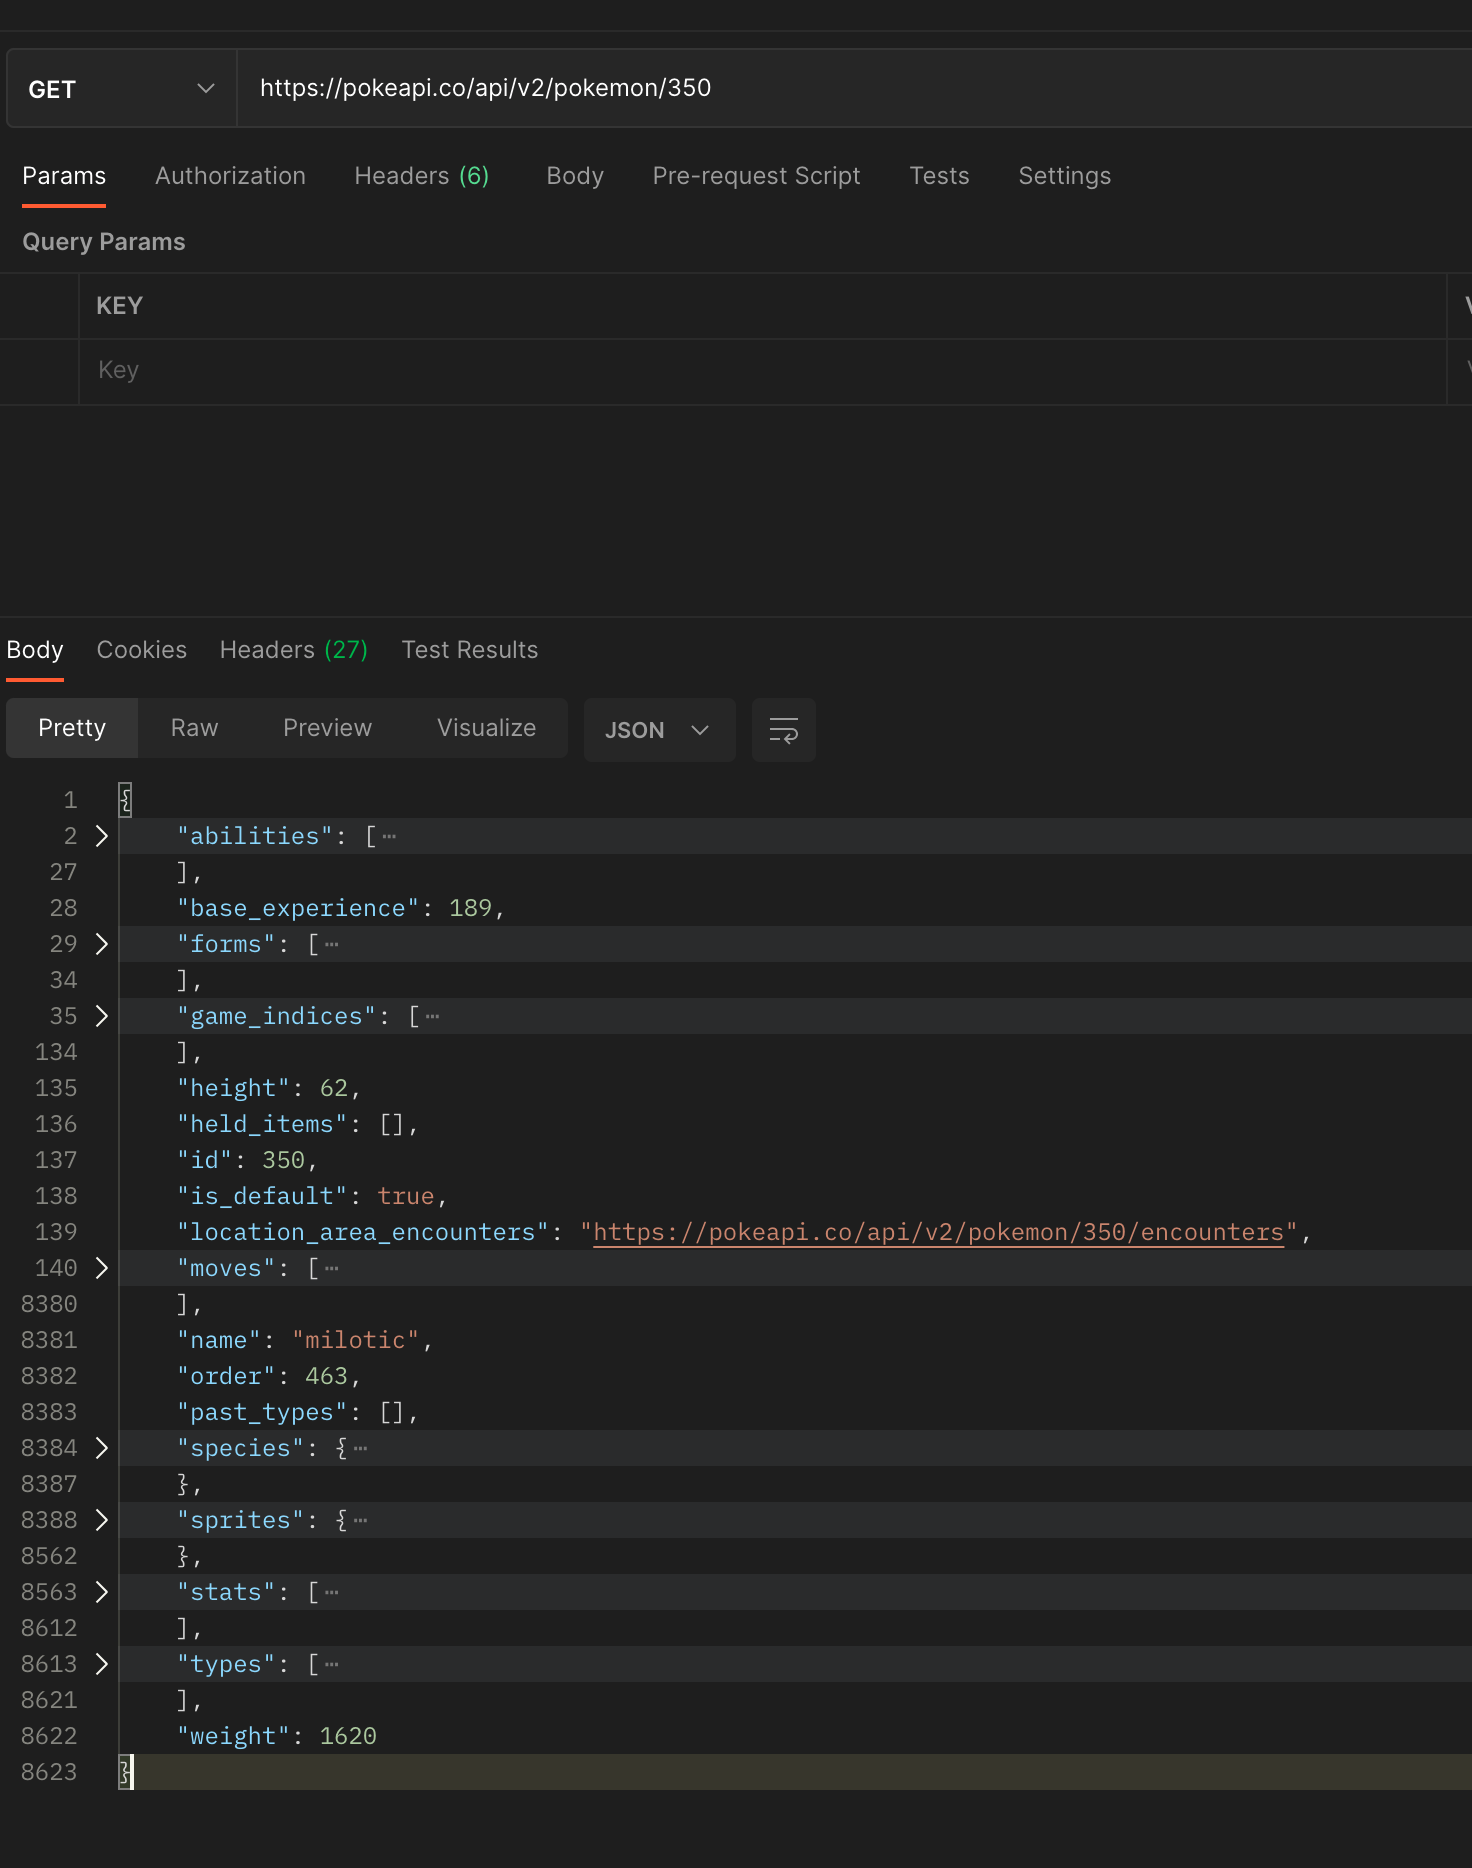 GET https://pokeapi.co/api/v2/pokemon/350
Params Authorization Headers (6) Body Pre-request Script Tests Settings
Query Params
KEY
Key
Body Cookies Headers (27) Test Results
Pretty Raw Preview Visualize JSON
1 {
2 "abilities": [⋯
27 ],
28 "base_experience": 189,
29 "forms": [⋯
34 ],
35 "game_indices": [⋯
134 ],
135 "height": 62,
136 "held_items": [],
137 "id": 350,
138 "is_default": true,
139 "location_area_encounters": "https://pokeapi.co/api/v2/pokemon/350/encounters",
140 "moves": [⋯
8380 ],
8381 "name": "milotic",
8382 "order": 463,
8383 "past_types": [],
8384 "species": {⋯
8387 },
8388 "sprites": {⋯
8562 },
8563 "stats": [⋯
8612 ],
8613 "types": [⋯
8621 ],
8622 "weight": 1620
8623 }